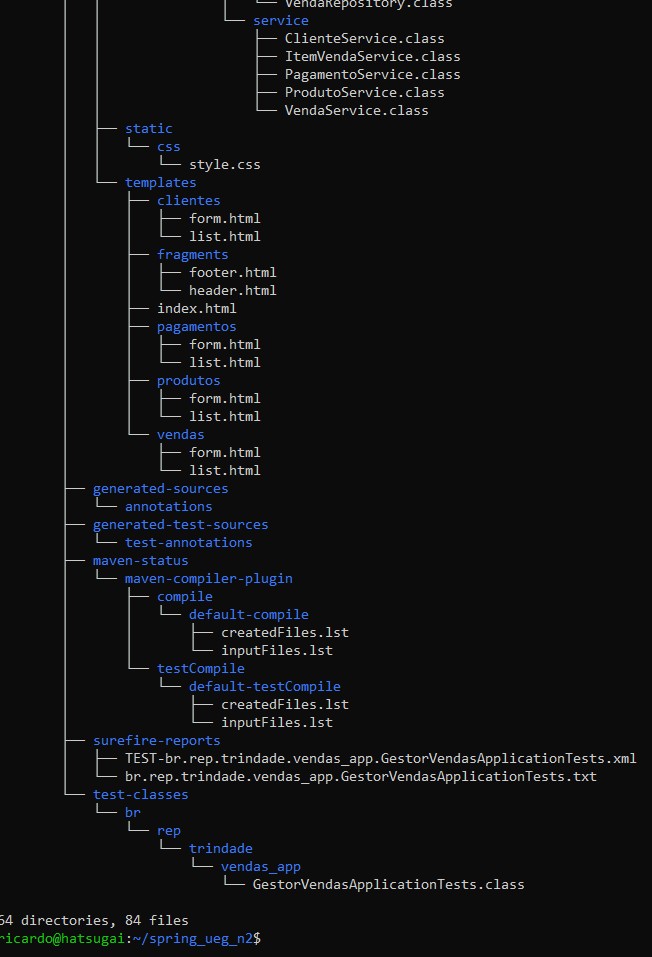 VendaRepository.class
service
ClienteService.class
ItemVendaService.class
PagamentoService.class
ProdutoService.class
VendaService.class
static
css
style.css
templates
clientes
form.html
list.html
fragments
footer.html
header.html
index.html
pagamentos
form.html
list.html
produtos
form.html
list.html
vendas
form.html
list.html
generated-sources
annotations
generated-test-sources
test-annotations
maven-status
maven-compiler-plugin
compile
default-compile
createdFiles.lst
inputFiles.lst
testCompile
default-testCompile
createdFiles.lst
inputFiles.lst
surefire-reports
TEST-br.rep.trindade.vendas_app.GestorVendasApplicationTests.xml
br.rep.trindade.vendas_app.GestorVendasApplicationTests.txt
test-classes
br
rep
trindade
vendas_app
GestorVendasApplicationTests.class
64 directories, 84 files
ricardo@hatsugai:~/spring_ueg_n2$